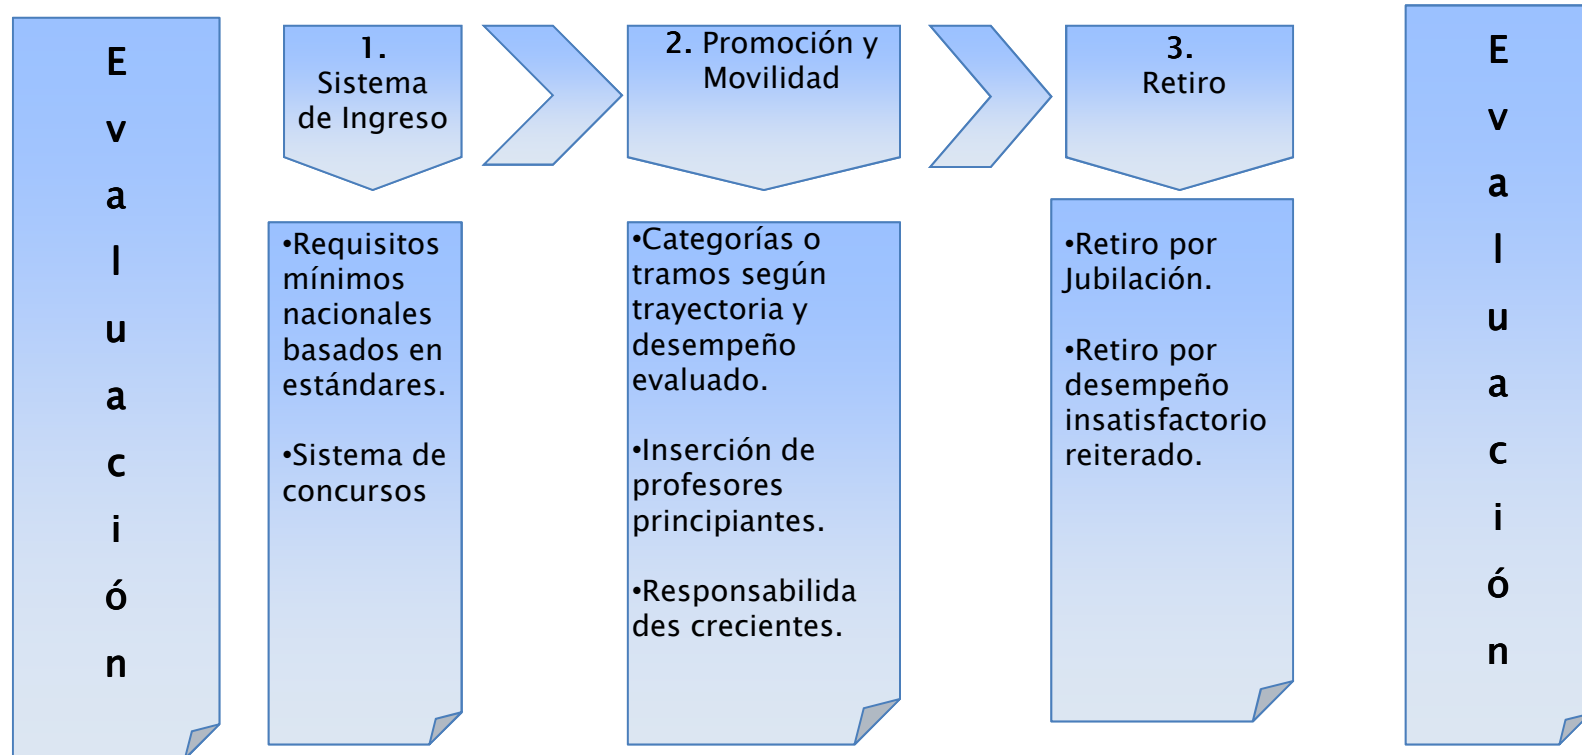 E
v
a
l
u
a
c
i
ó
n
1.
Sistema
de Ingreso
•Requisitos
mínimos
nacionales
basados en
estándares.
•Sistema de
concursos
2. Promoción y
Movilidad
•Categorías o
tramos según
trayectoria y
desempeño
evaluado.
•Inserción de
profesores
principiantes.
•Responsabilida
des crecientes.
3.
Retiro
•Retiro por
Jubilación.
•Retiro por
desempeño
insatisfactorio
reiterado.
E
v
a
l
u
a
c
i
ó
n